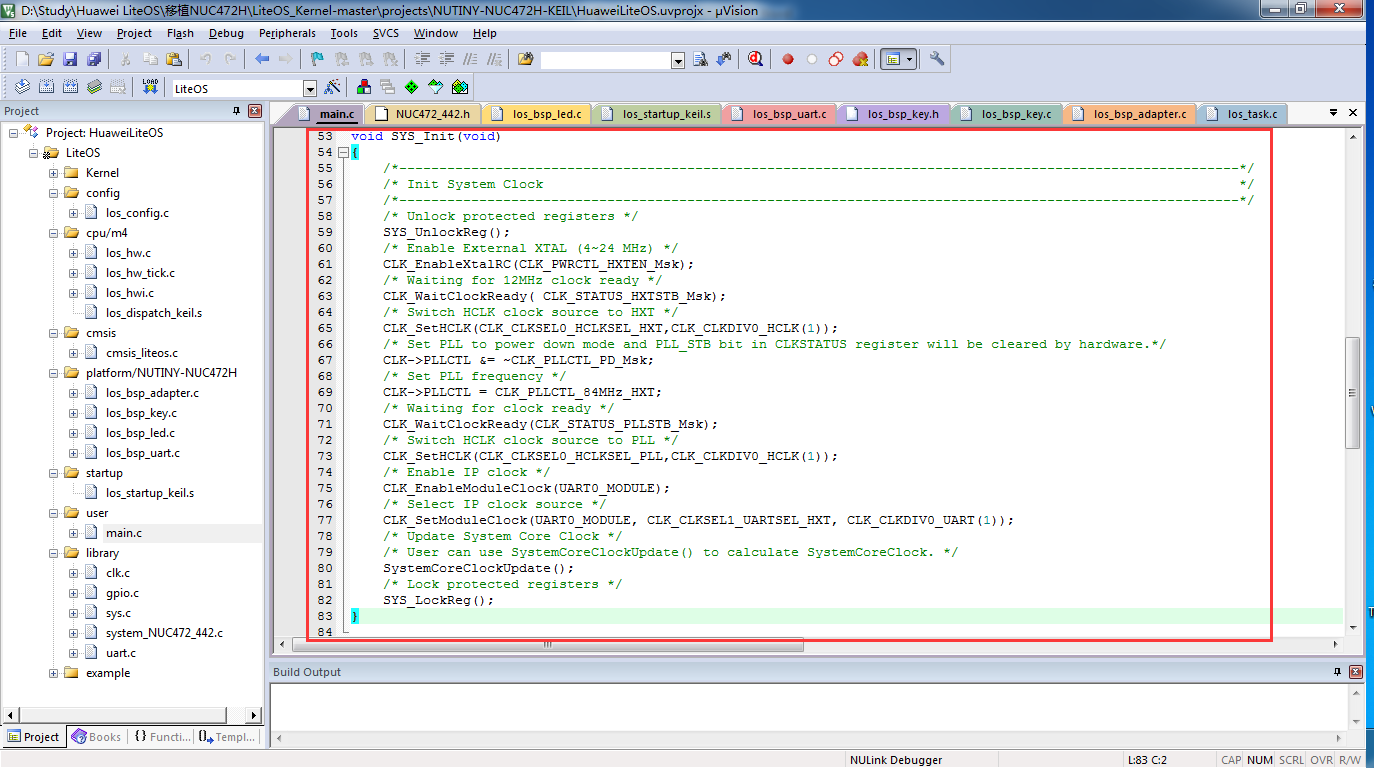 D:\Study\Huawei LiteOS\移植NUC472H\LiteOS_Kernel-master\projects\NUTINY-NUC472H-KEIL\HuaweiLiteOS.uvprojx - µVision
File Edit View Project Flash Debug Peripherals Tools SVCS Window Help
LOAD LiteOS
Project
main.c NUC472_442.h los_bsp_led.c los_startup_keil.s los_bsp_uart.c los_bsp_key.h los_bsp_key.c los_bsp_adapter.c los_task.c
Project: HuaweiLiteOS
LiteOS
Kernel
config
los_config.c
cpu/m4
los_hw.c
los_hw_tick.c
los_hwi.c
los_dispatch_keil.s
cmsis
cmsis_liteos.c
platform/NUTINY-NUC472H
los_bsp_adapter.c
los_bsp_key.c
los_bsp_led.c
los_bsp_uart.c
startup
los_startup_keil.s
user
main.c
library
clk.c
gpio.c
sys.c
system_NUC472_442.c
uart.c
example
Project Books {} Functi... Templ...
53 void SYS_Init(void)
54 {
55 /*---------------------------------------------------------------------------------------------------------*/
56 /* Init System Clock */
57 /*---------------------------------------------------------------------------------------------------------*/
58 /* Unlock protected registers */
59 SYS_UnlockReg();
60 /* Enable External XTAL (4~24 MHz) */
61 CLK_EnableXtalRC(CLK_PWRCTL_HXTEN_Msk);
62 /* Waiting for 12MHz clock ready */
63 CLK_WaitClockReady( CLK_STATUS_HXTSTB_Msk);
64 /* Switch HCLK clock source to HXT */
65 CLK_SetHCLK(CLK_CLKSEL0_HCLKSEL_HXT,CLK_CLKDIV0_HCLK(1));
66 /* Set PLL to power down mode and PLL_STB bit in CLKSTATUS register will be cleared by hardware.*/
67 CLK->PLLCTL &= ~CLK_PLLCTL_PD_Msk;
68 /* Set PLL frequency */
69 CLK->PLLCTL = CLK_PLLCTL_84MHz_HXT;
70 /* Waiting for clock ready */
71 CLK_WaitClockReady(CLK_STATUS_PLLSTB_Msk);
72 /* Switch HCLK clock source to PLL */
73 CLK_SetHCLK(CLK_CLKSEL0_HCLKSEL_PLL,CLK_CLKDIV0_HCLK(1));
74 /* Enable IP clock */
75 CLK_EnableModuleClock(UART0_MODULE);
76 /* Select IP clock source */
77 CLK_SetModuleClock(UART0_MODULE, CLK_CLKSEL1_UARTSEL_HXT, CLK_CLKDIV0_UART(1));
78 /* Update System Core Clock */
79 /* User can use SystemCoreClockUpdate() to calculate SystemCoreClock. */
80 SystemCoreClockUpdate();
81 /* Lock protected registers */
82 SYS_LockReg();
83 }
84
Build Output
NULink Debugger L:83 C:2 CAP NUM SCRL OVR R/W